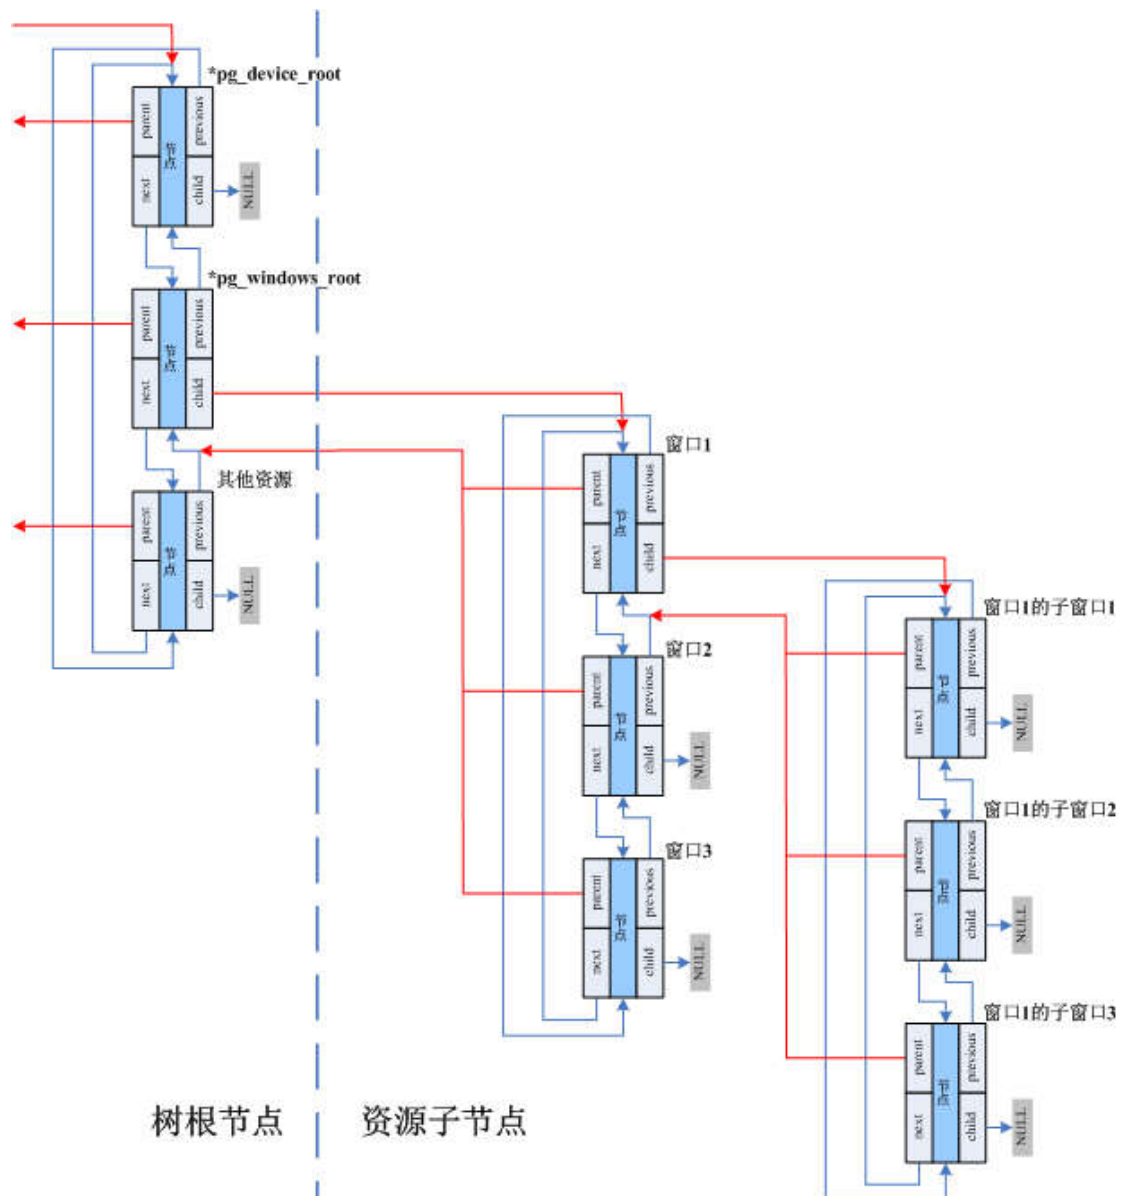 *pg_device_root
parent
previous
节点
next
child
NULL
*pg_windows_root
parent
previous
节点
next
child
其他资源
parent
previous
节点
next
child
NULL
窗口1
parent
previous
节点
next
child
窗口2
parent
previous
节点
next
child
NULL
窗口3
parent
previous
节点
next
child
NULL
窗口1的子窗口1
parent
previous
节点
next
child
NULL
窗口1的子窗口2
parent
previous
节点
next
child
NULL
窗口1的子窗口3
parent
previous
节点
next
child
NULL
树根节点
资源子节点